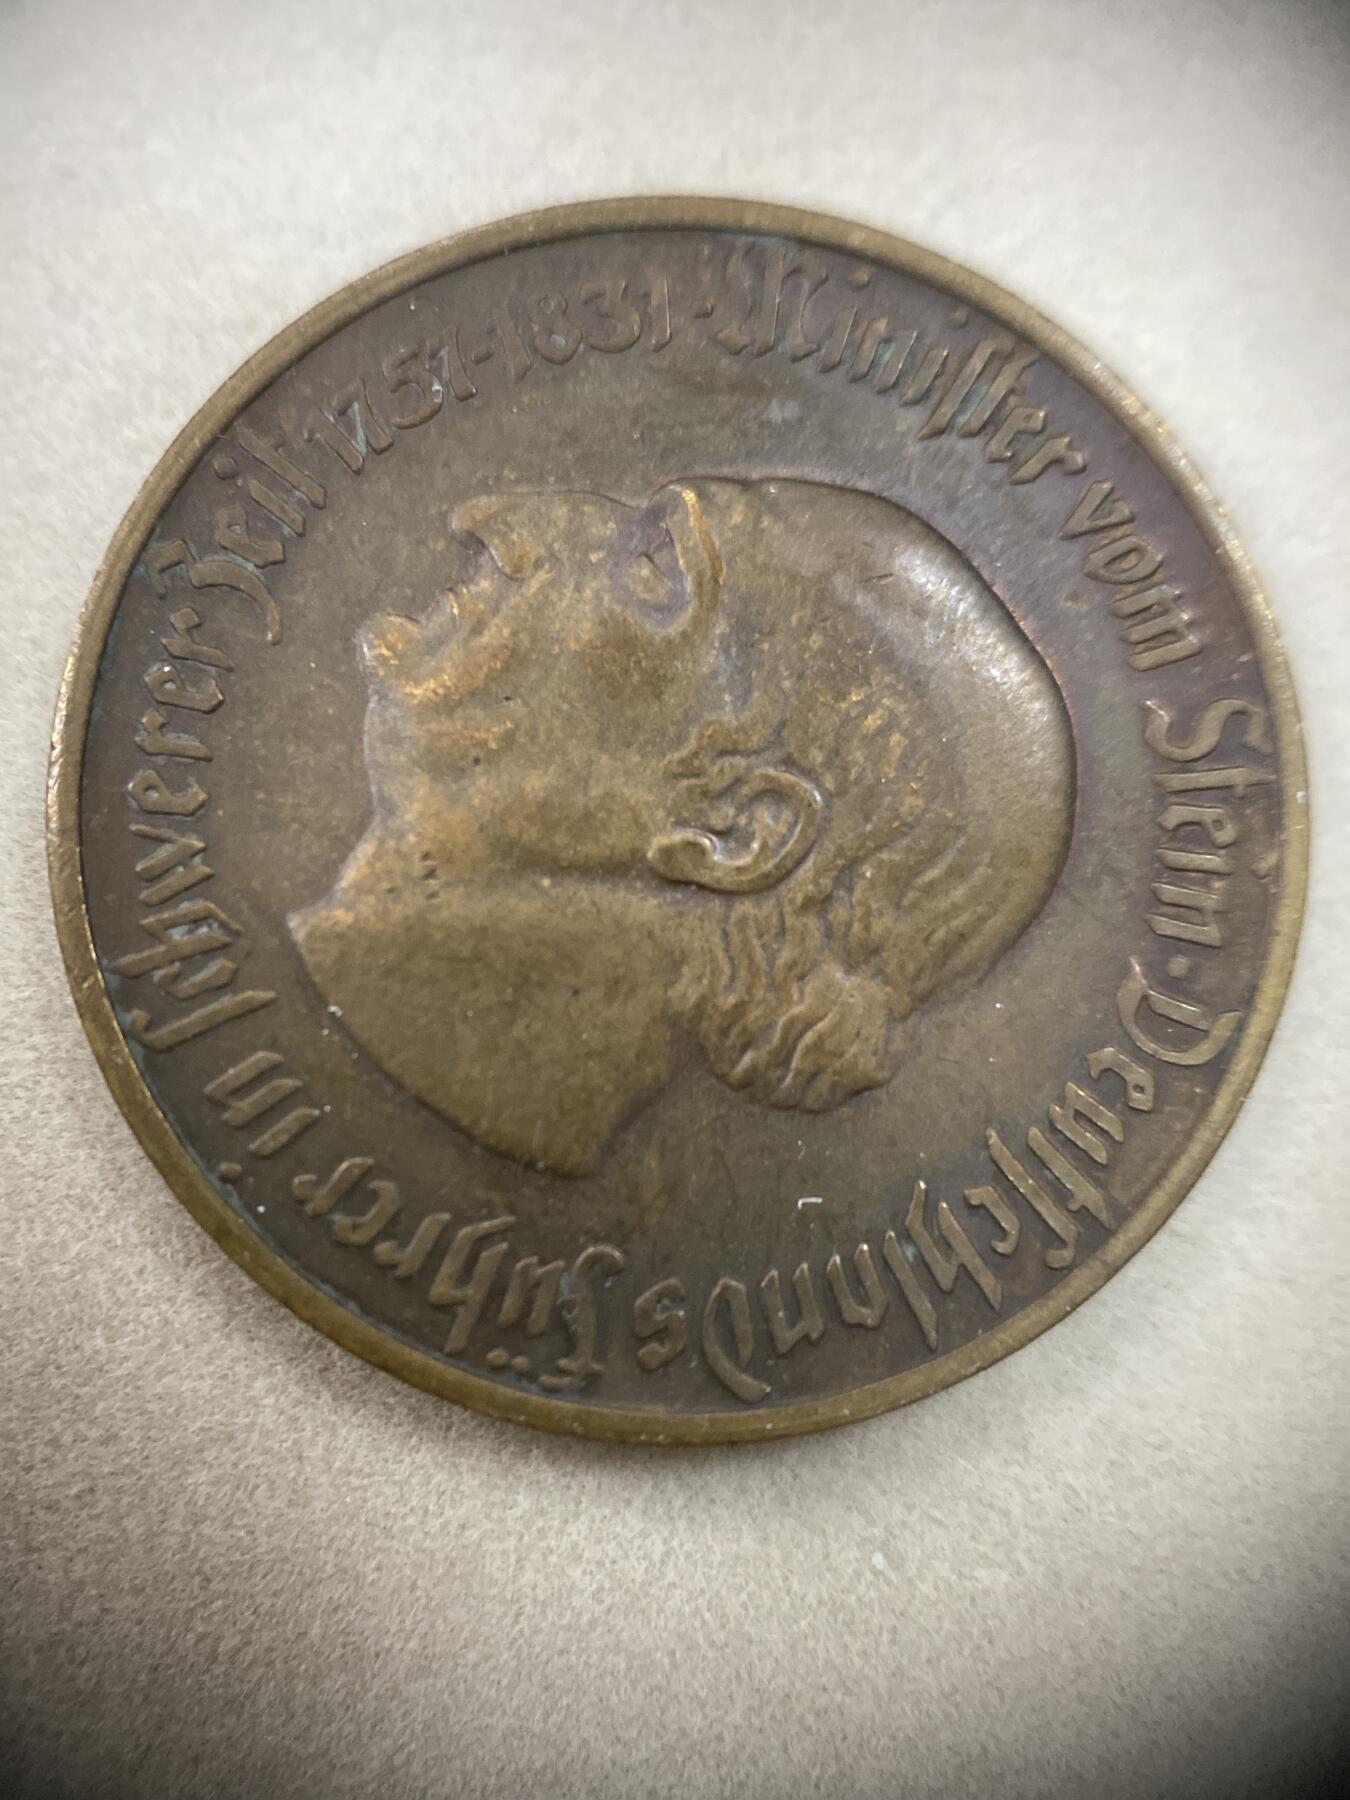 Minister vom Stein · Deutschlands Führer in schwerer Zeit 1757-1831 ·